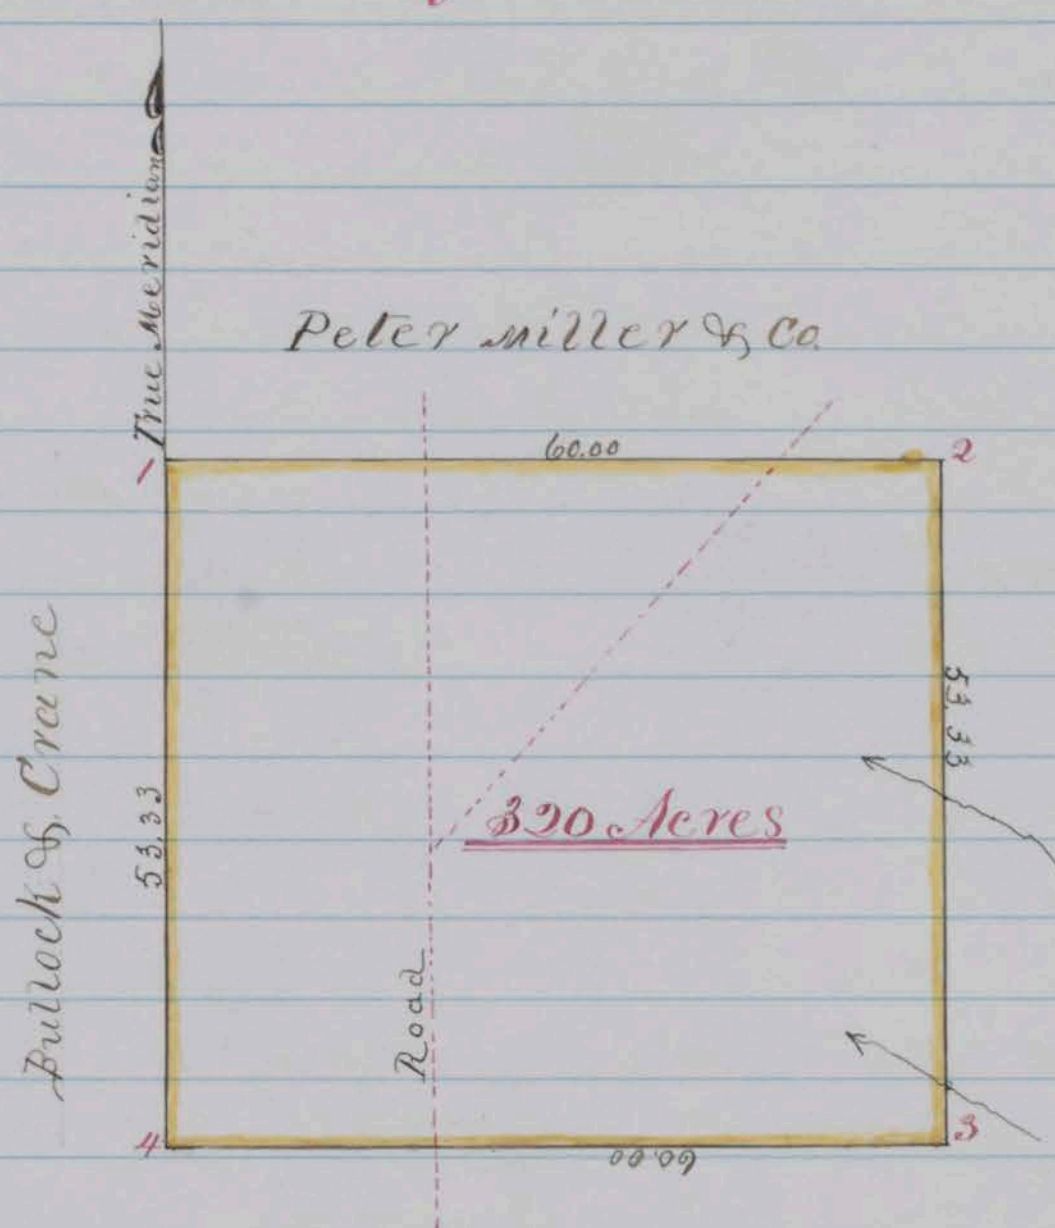 True Meridian
Peter Miller & Co.
60.00
1
2
Bullock & Crane
53.33
53.33
320 Acres
Road
4
3
60.00